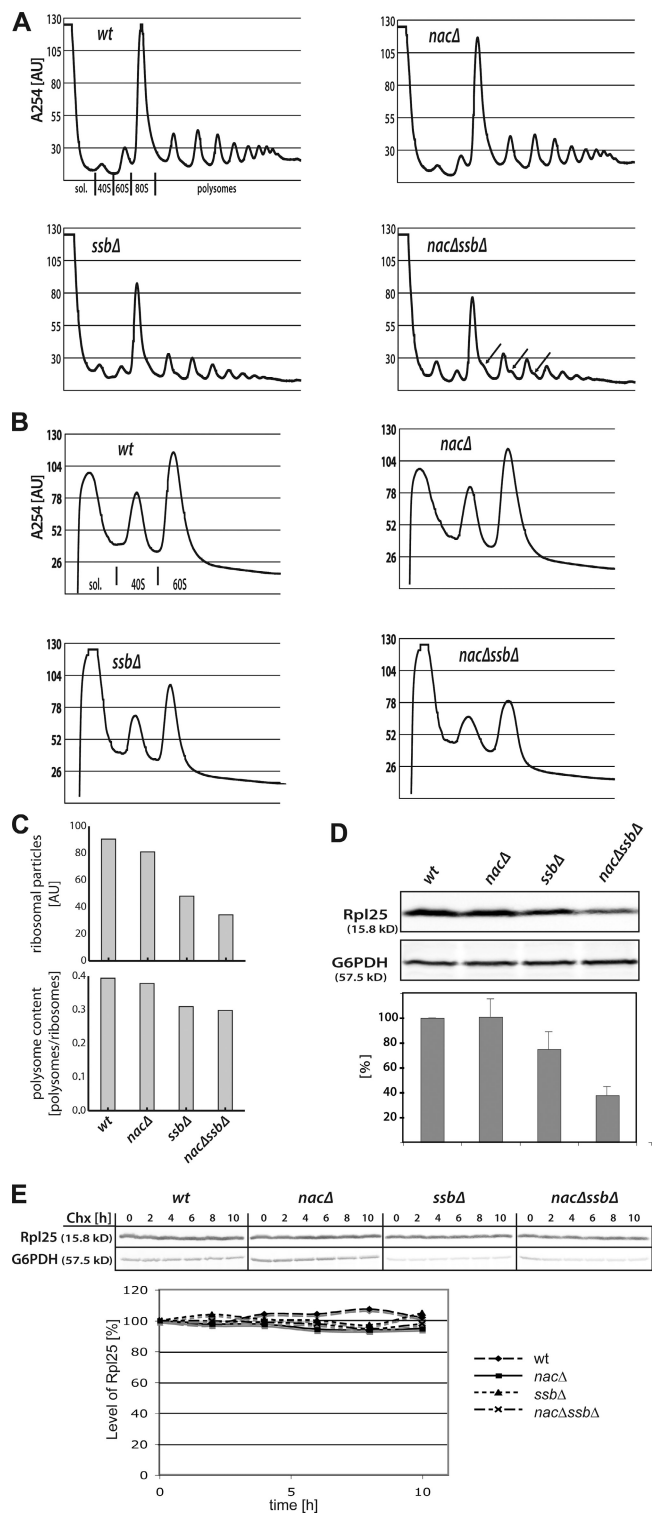 A
wt
nacΔ
A254 [AU]
130
105
80
55
30
130
105
80
55
30
sol. 40S 60S 80S polysomes
ssbΔ
nacΔssbΔ
130
105
80
55
30
130
105
80
55
30
B
wt
nacΔ
A254 [AU]
130
104
78
52
26
130
104
78
52
26
sol. 40S 60S
ssbΔ
nacΔssbΔ
130
104
78
52
26
130
104
78
52
26
C
ribosomal particles
[AU]
100
80
60
40
20
0
polysome content
[polysomes/ribosomes]
0.4
0.3
0.2
0.1
0.0
wt nacΔ ssbΔ nacΔssbΔ
D
wt nacΔ ssbΔ nacΔssbΔ
Rpl25
(15.8 kD)
G6PDH
(57.5 kD)
[%]
100
80
60
40
20
E
wt nacΔ ssbΔ nacΔssbΔ
Chx [h] 0 2 4 6 8 10 0 2 4 6 8 10 0 2 4 6 8 10 0 2 4 6 8 10
Rpl25 (15.8 kD)
G6PDH (57.5 kD)
Level of Rpl25 [%]
120
100
80
60
40
20
0
0 5 10
time [h]
wt
nacΔ
ssbΔ
nacΔssbΔ